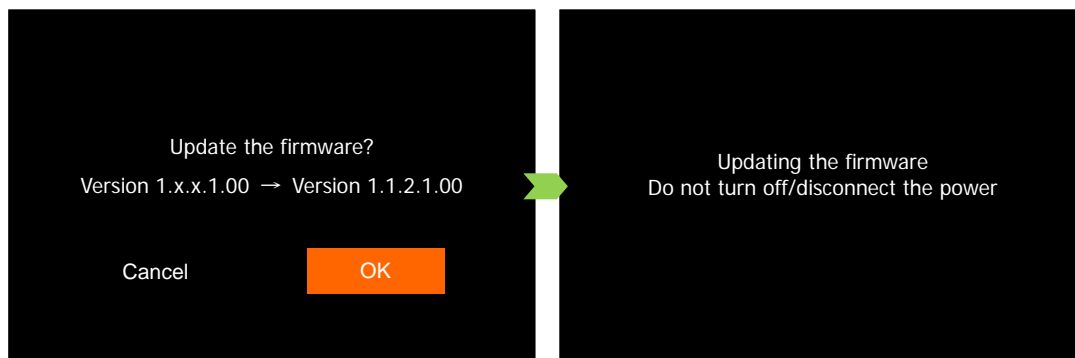 Update the firmware?
Version 1.x.x.1.00 → Version 1.1.2.1.00
Cancel
OK
Updating the firmware
Do not turn off/disconnect the power